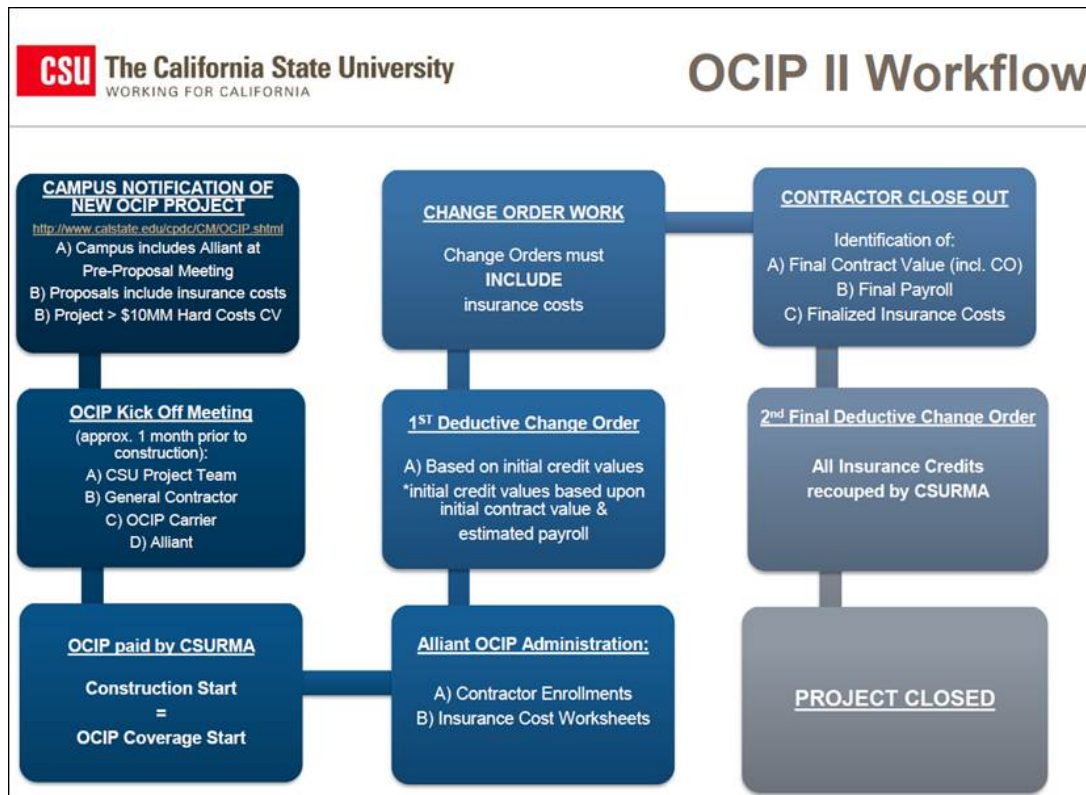 CSU The California State University
WORKING FOR CALIFORNIA
OCIP II Workflow
CAMPUS NOTIFICATION OF
NEW OCIP PROJECT
http://www.calstate.edu/cpdc/CM/OCIP.shtml
A) Campus includes Alliant at
Pre-Proposal Meeting
B) Proposals include insurance costs
B) Project > $10MM Hard Costs CV
OCIP Kick Off Meeting
(approx. 1 month prior to
construction):
A) CSU Project Team
B) General Contractor
C) OCIP Carrier
D) Alliant
OCIP paid by CSURMA
Construction Start
=
OCIP Coverage Start
Alliant OCIP Administration:
A) Contractor Enrollments
B) Insurance Cost Worksheets
1ST Deductive Change Order
A) Based on initial credit values
*initial credit values based upon
initial contract value &
estimated payroll
CHANGE ORDER WORK
Change Orders must
INCLUDE
insurance costs
CONTRACTOR CLOSE OUT
Identification of:
A) Final Contract Value (incl. CO)
B) Final Payroll
C) Finalized Insurance Costs
2nd Final Deductive Change Order
All Insurance Credits
recouped by CSURMA
PROJECT CLOSED